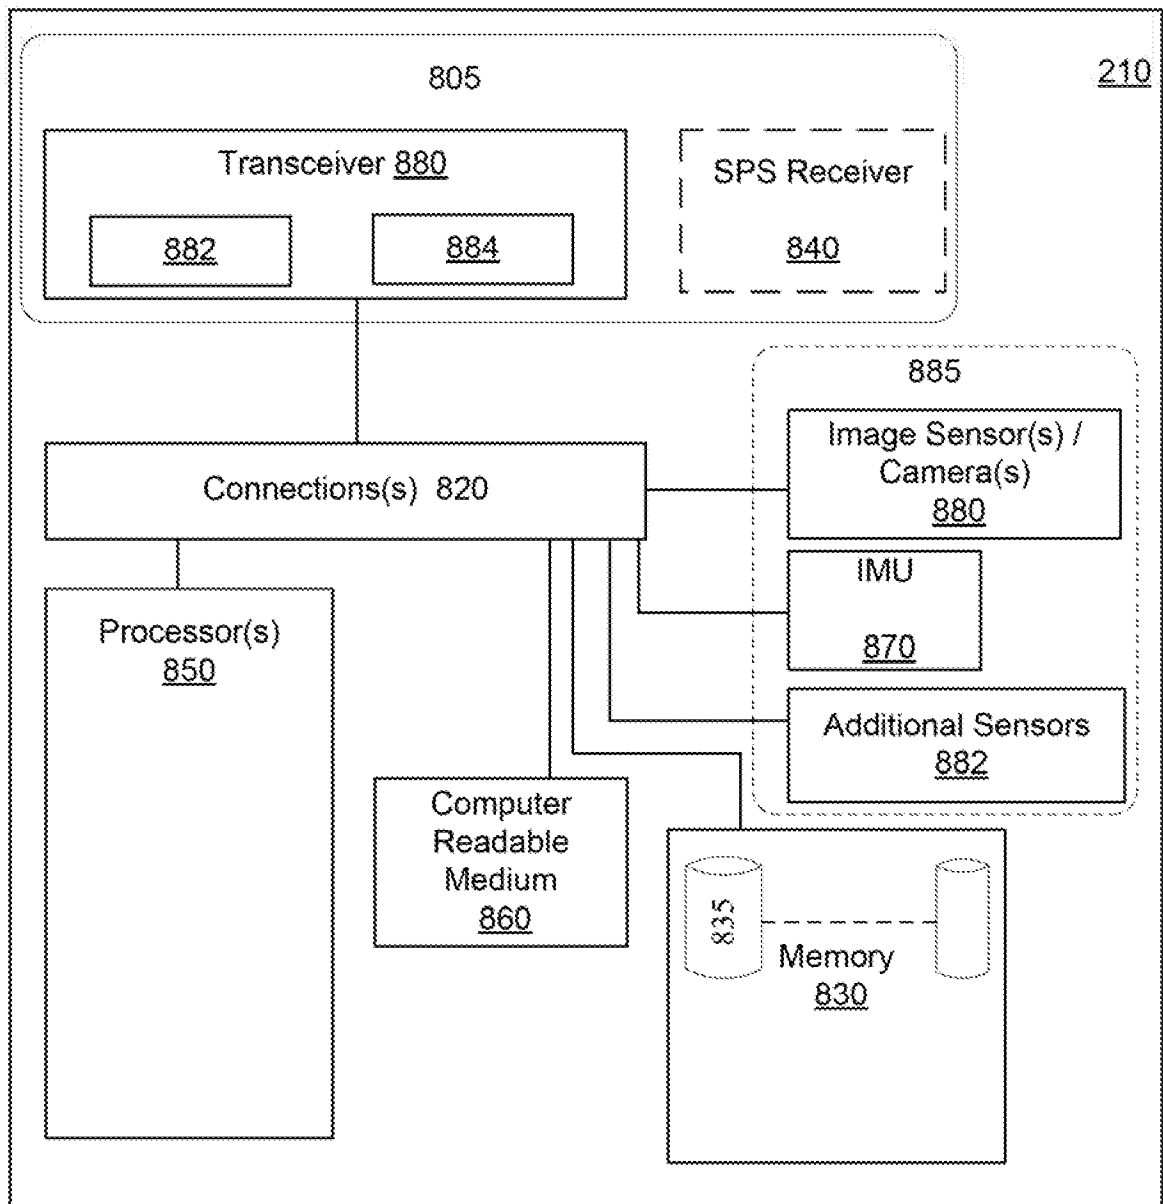 805
210
Transceiver 880
882
884
SPS Receiver
840
885
Image Sensor(s) /
Camera(s)
880
Connections(s) 820
IMU
870
Processor(s)
850
Additional Sensors
882
Computer
Readable
Medium
860
835
Memory
830